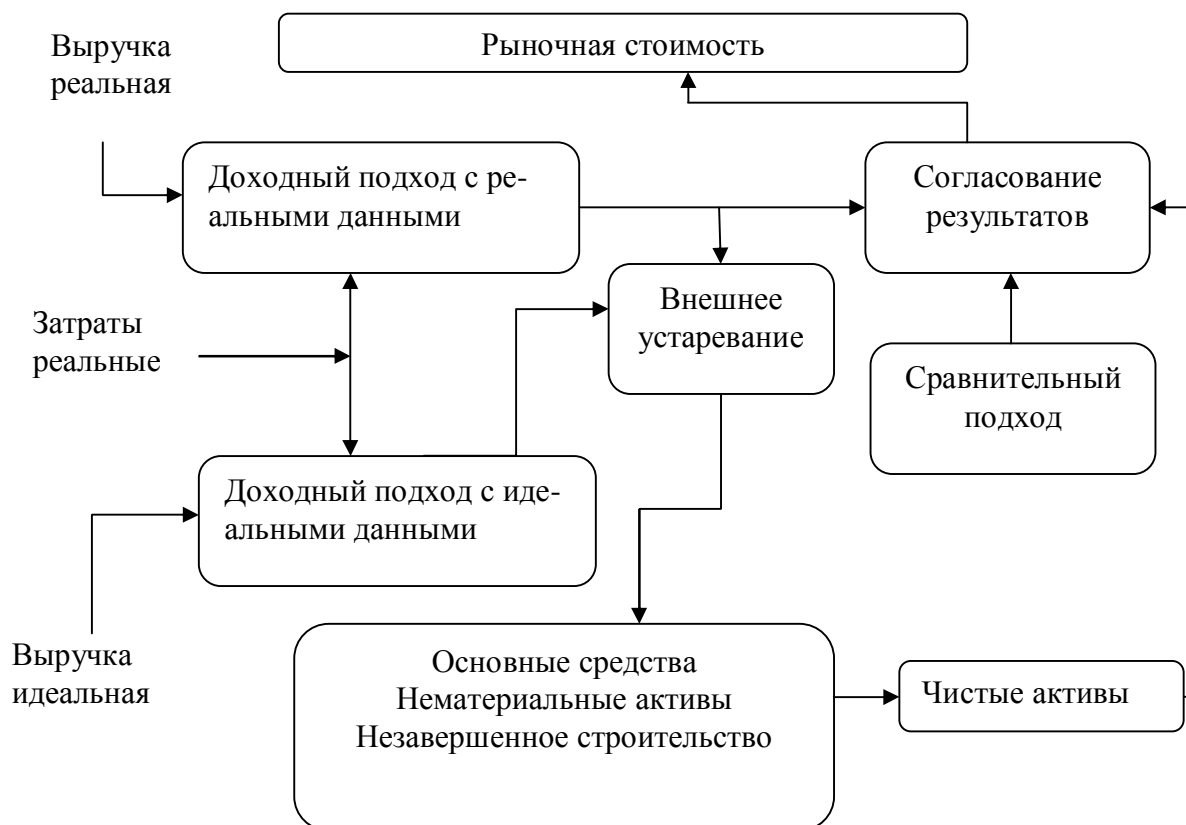 Выручка
реальная
Рыночная стоимость
Доходный подход с ре-
альными данными
Согласование
результатов
Затраты
реальные
Внешнее
устаревание
Сравнительный
подход
Доходный подход с иде-
альными данными
Выручка
идеальная
Основные средства
Нематериальные активы
Незавершенное строительство
Чистые активы